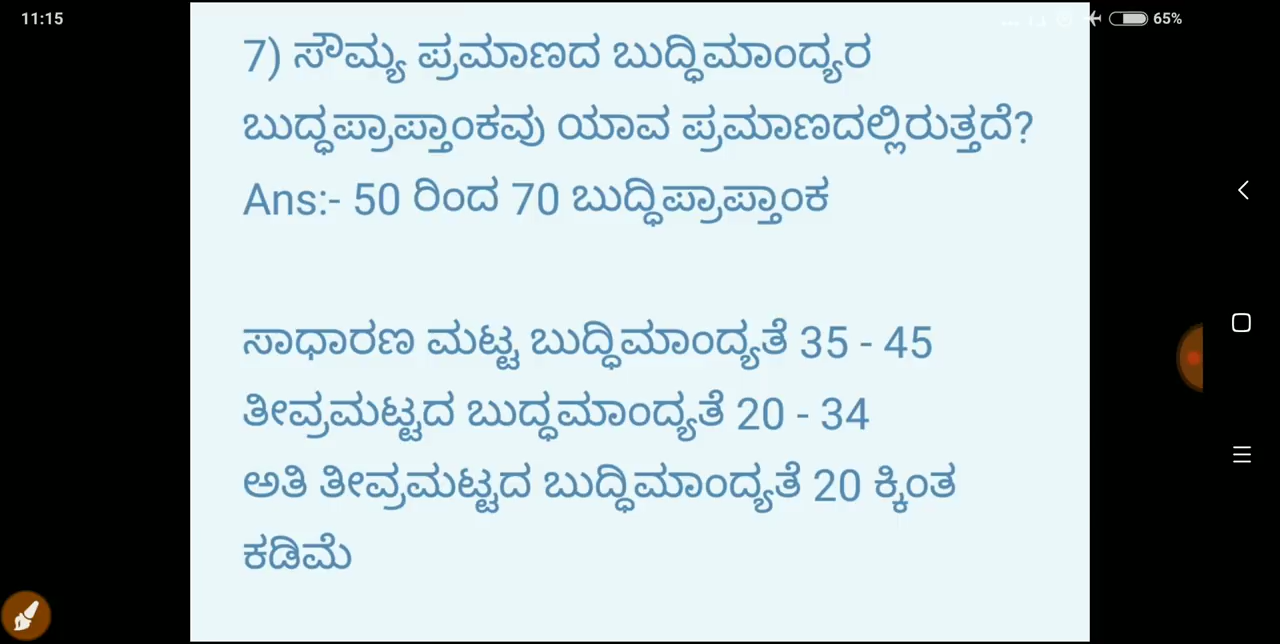 11:15
65%
7) ಸೌಮ್ಯ ಪ್ರಮಾಣದ ಬುದ್ಧಿಮಾಂದ್ಯರ
ಬುದ್ಧಪ್ರಾಪ್ತಾಂಕವು ಯಾವ ಪ್ರಮಾಣದಲ್ಲಿರುತ್ತದೆ?
Ans:- 50 ರಿಂದ 70 ಬುದ್ಧಿಪ್ರಾಪ್ತಾಂಕ
ಸಾಧಾರಣ ಮಟ್ಟ ಬುದ್ಧಿಮಾಂದ್ಯತೆ 35 - 45
ತೀವ್ರಮಟ್ಟದ ಬುದ್ಧಮಾಂದ್ಯತೆ 20 - 34
ಅತಿ ತೀವ್ರಮಟ್ಟದ ಬುದ್ಧಿಮಾಂದ್ಯತೆ 20 ಕ್ಕಿಂತ
ಕಡಿಮೆ